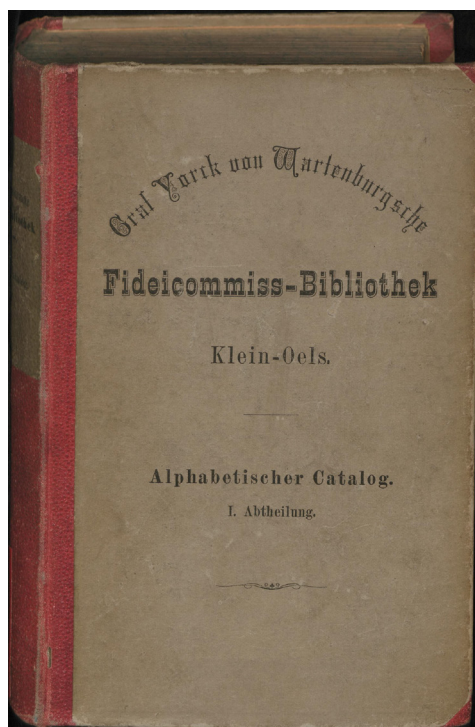 Graf Yorck von Wartenburgsche
Fideicommiss-Bibliothek
Klein-Oels.
Alphabetischer Catalog.
I. Abtheilung.